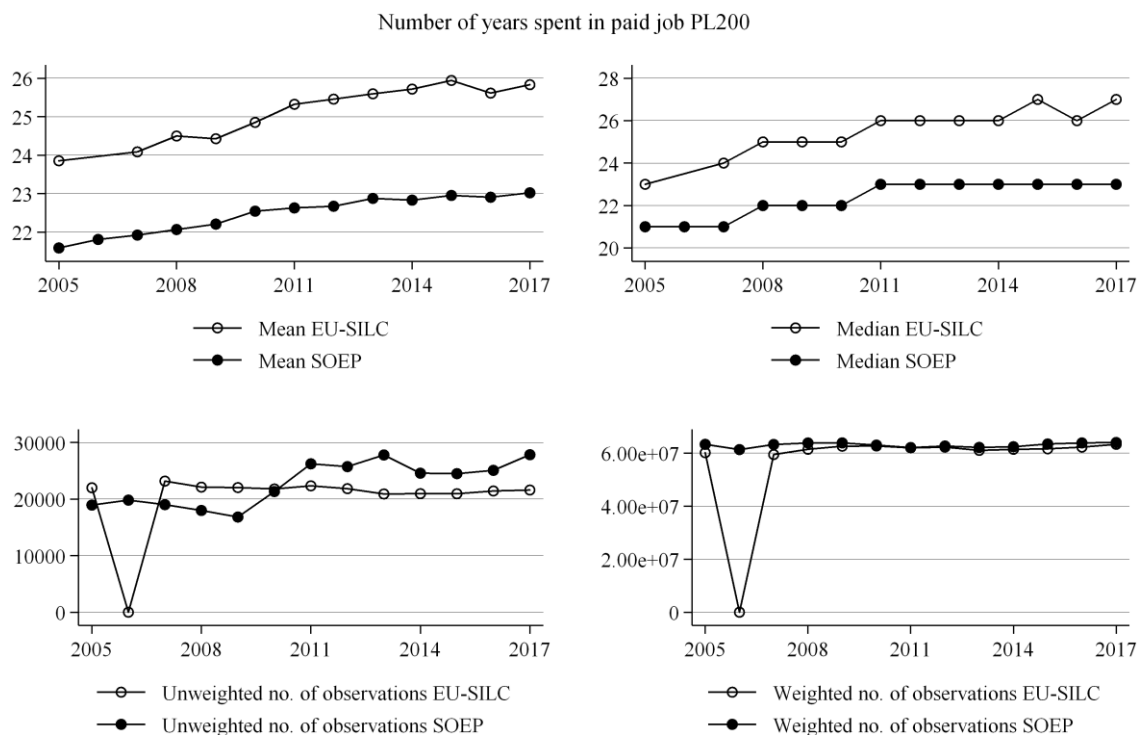 Number of years spent in paid job PL200
26
25
24
23
22
2005 2008 2011 2014 2017
Mean EU-SILC
Mean SOEP
28
26
24
22
20
2005 2008 2011 2014 2017
Median EU-SILC
Median SOEP
30000
20000
10000
0
2005 2008 2011 2014 2017
Unweighted no. of observations EU-SILC
Unweighted no. of observations SOEP
6.00e+07
4.00e+07
2.00e+07
0
2005 2008 2011 2014 2017
Weighted no. of observations EU-SILC
Weighted no. of observations SOEP